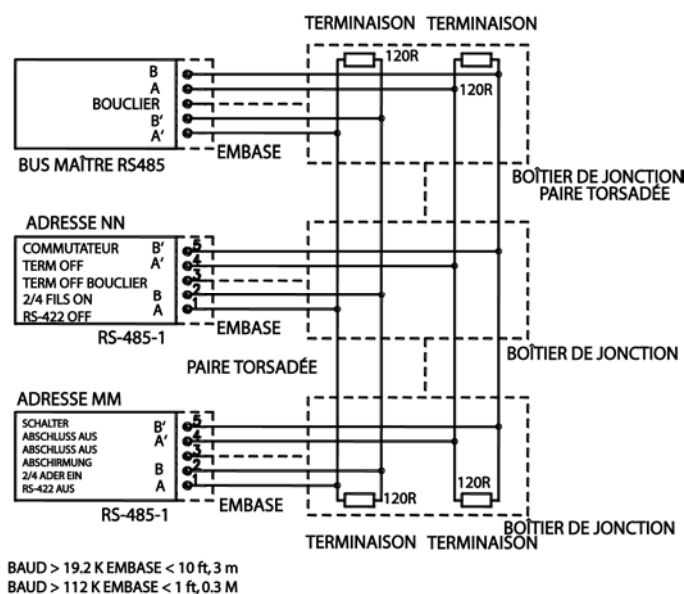 TERMINAISON TERMINAISON
120R
B
A
120R
BOUCLIER
B'
A'
EMBASE
BUS MAÎTRE RS485
BOÎTIER DE JONCTION
PAIRE TORSADÉE
ADRESSE NN
COMMUTATEUR B' 5
TERM OFF A' 4
TERM OFF BOUCLIER 3
2/4 FILS ON B 2
RS-422 OFF A 1
EMBASE
RS-485-1
PAIRE TORSADÉE
BOÎTIER DE JONCTION
ADRESSE MM
SCHALTER B' 5
ABSCHLUSS AUS A' 4
ABSCHLUSS AUS 3
ABSCHIRMUNG B 2
2/4 ADER EIN
RS-422 AUS A 1
120R
120R
EMBASE
RS-485-1
BOÎTIER DE JONCTION
TERMINAISON TERMINAISON
BAUD > 19.2 K EMBASE < 10 ft, 3 m
BAUD > 112 K EMBASE < 1 ft, 0.3 M